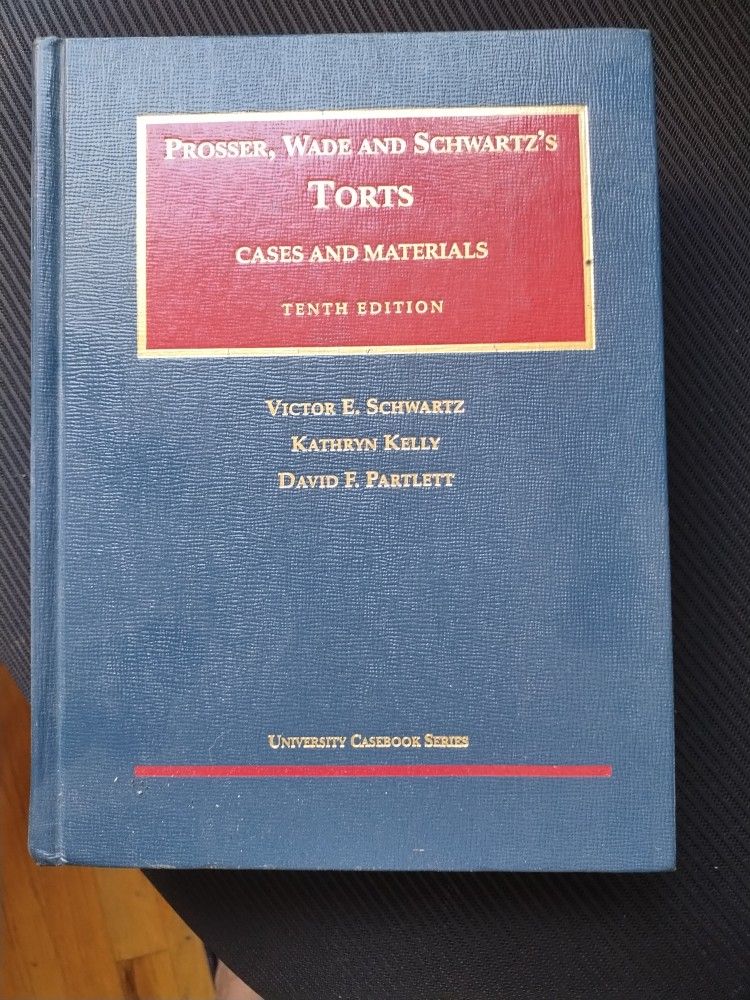 PROSSER, WADE AND SCHWARTZ'S
TORTS
CASES AND MATERIALS
TENTH EDITION
VICTOR E. SCHWARTZ
KATHRYN KELLY
DAVID F. PARTLETT
UNIVERSITY CASEBOOK SERIES